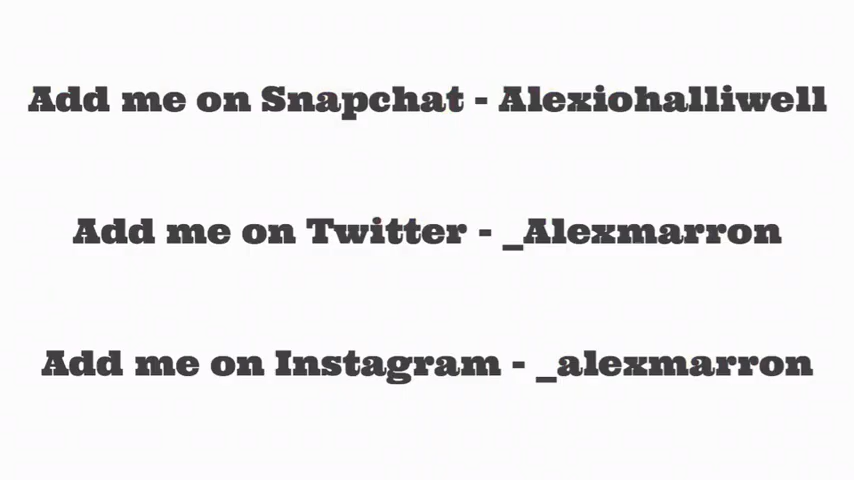 Add me on Snapchat - Alexiohalliwell
Add me on Twitter - _Alexmarron
Add me on Instagram - _alexmarron